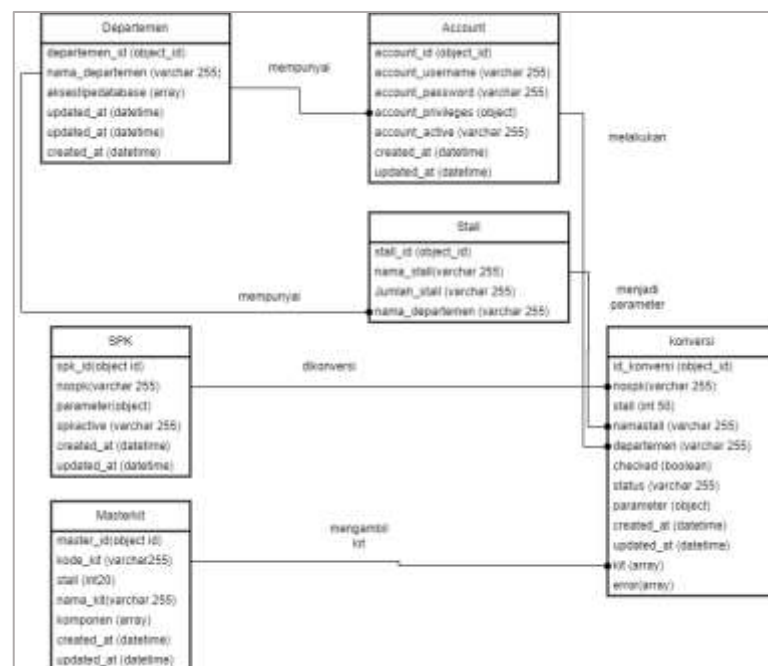 Departemen
departemen_id (object_id)
nama_departemen (varchar 255)
aksestipedatabase (array)
updated_at (datetime)
updated_at (datetime)
created_at (datetime)
mempunyai
Account
account_id (object_id)
account_username (varchar 255)
account_password (varchar 255)
account_privileges (object)
account_active (varchar 255)
created_at (datetime)
updated_at (datetime)
melakukan
Stall
stall_id (object_id)
nama_stall(varchar 255)
Jumlah_stall (varchar 255)
nama_departemen (varchar 255)
mempunyai
menjadi
parameter
SPK
spk_id(object id)
nospk(varchar 255)
parameter(object)
spkactive (varchar 255)
created_at (datetime)
updated_at (datetime)
dikonversi
konversi
id_konversi (object_id)
nospk(varchar 255)
stall (int 50)
namastall (varchar 255)
departemen (varchar 255)
checked (boolean)
status (varchar 255)
parameter (object)
created_at (datetime)
updated_at (datetime)
kit (array)
error(array)
Masterkit
master_id(object id)
kode_kit (varchar255)
stall (int20)
nama_kit(varchar 255)
komponen (array)
created_at (datetime)
updated_at (datetime)
mengambil
kit